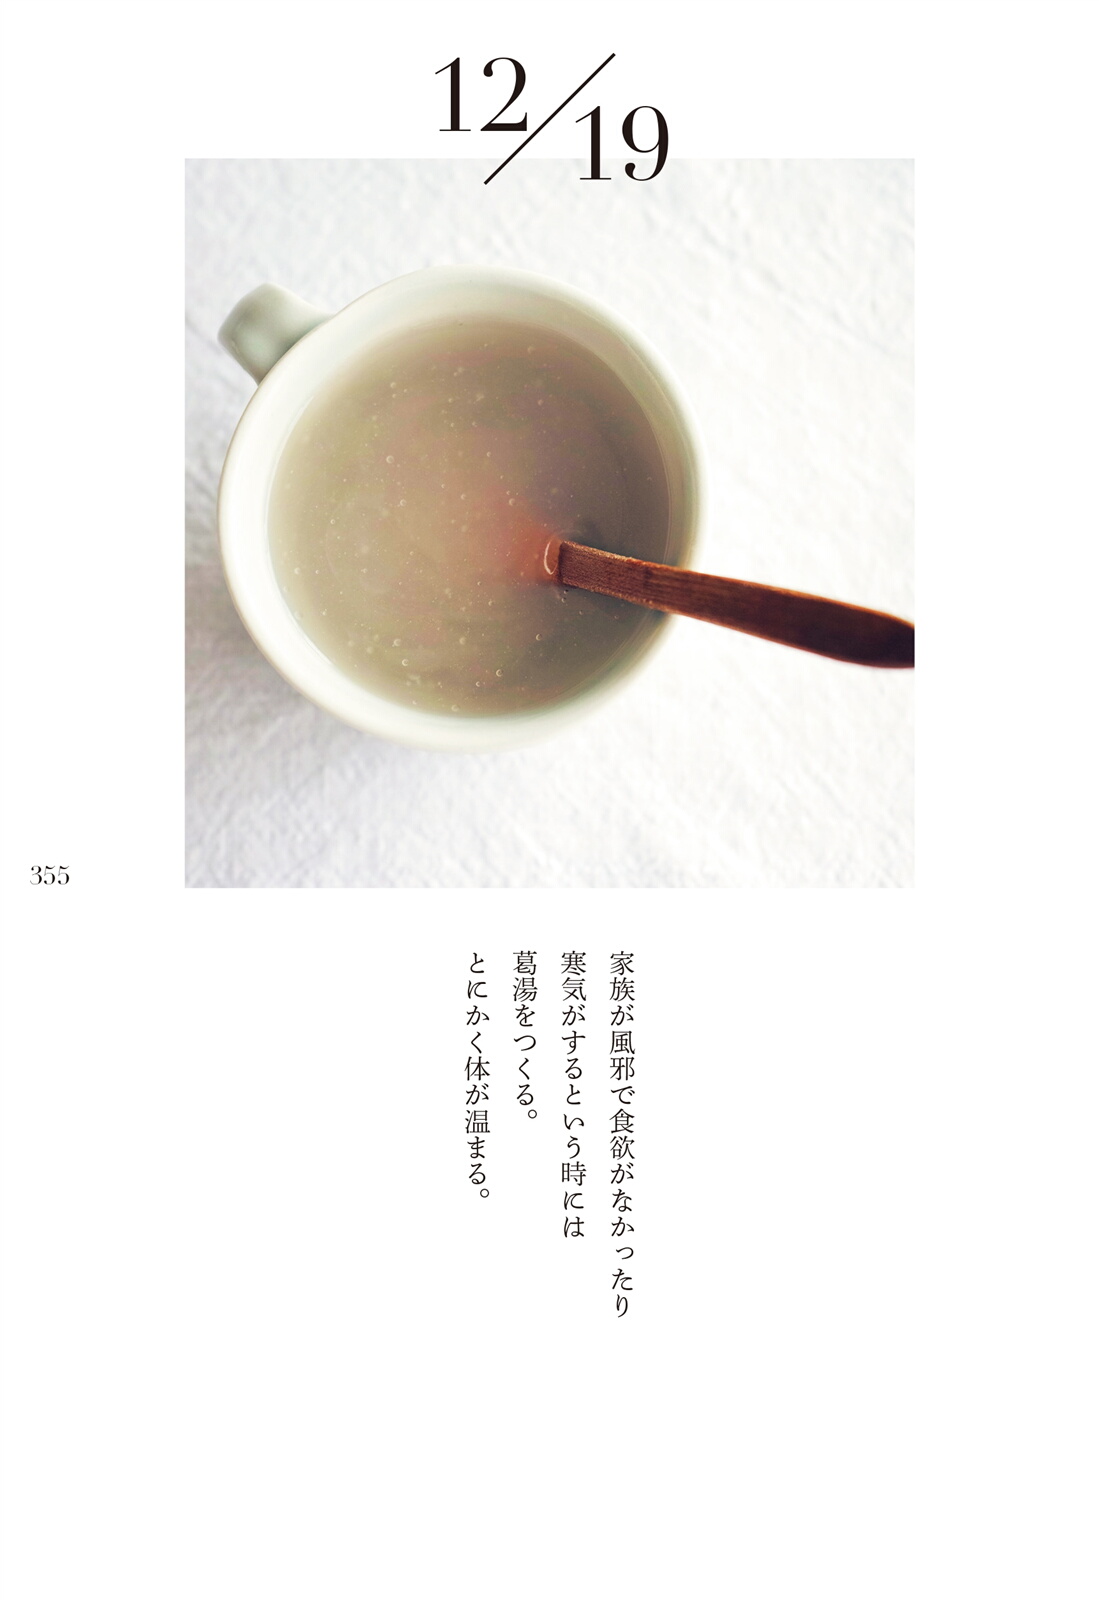 12/19
家族が風邪で食欲がなかったり
寒気がするという時には
葛湯をつくる。
とにかく体が温まる。
355